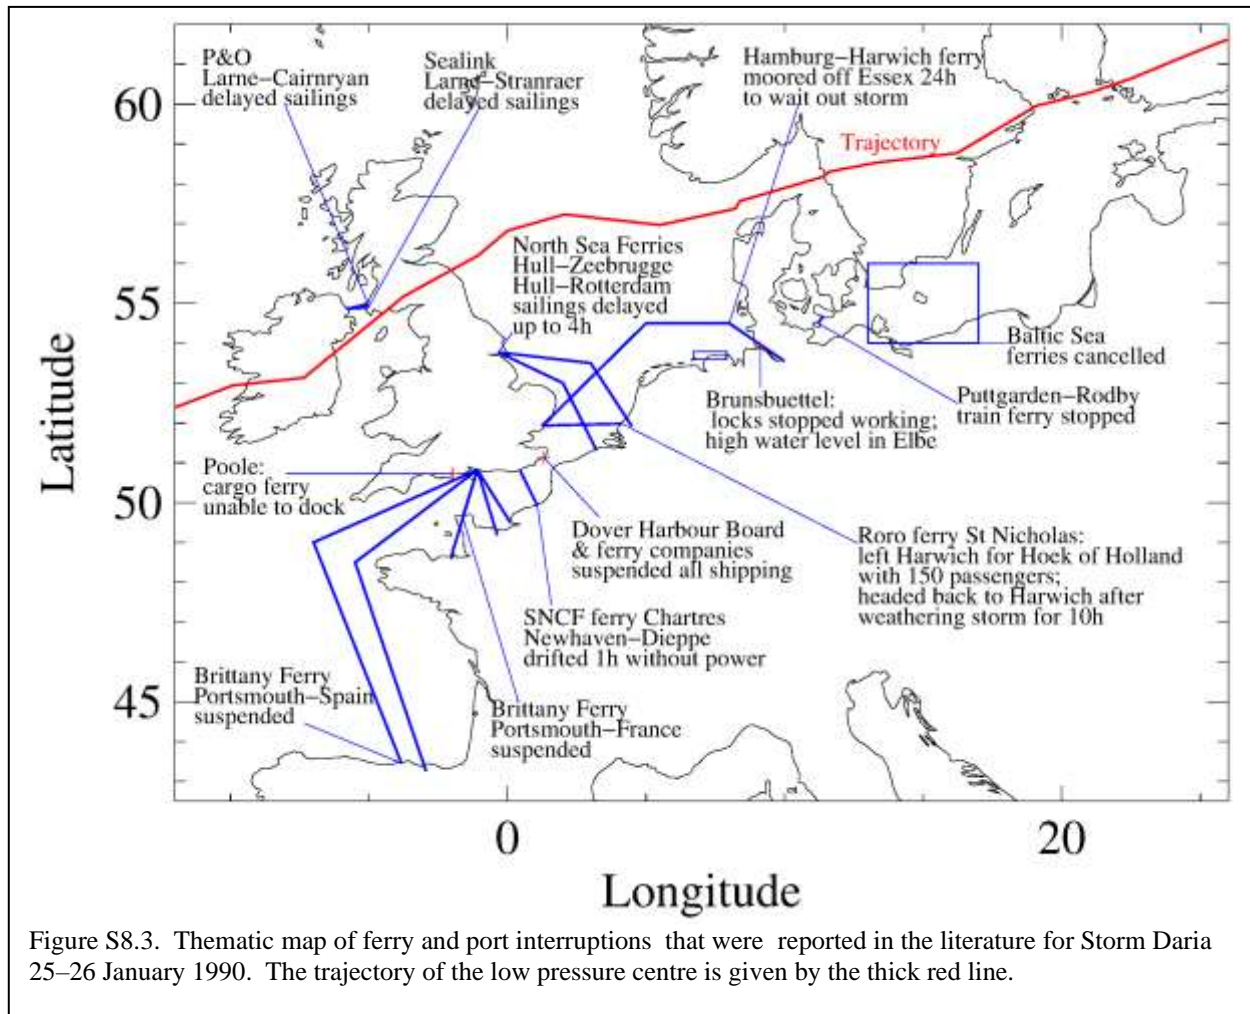 P&O
Larne–Cairnryan
delayed sailings
Sealink
Larne–Stranraer
delayed sailings
Hamburg–Harwich ferry
moored off Essex 24h
to wait out storm
60
Trajectory
North Sea Ferries
Hull–Zeebrugge
Hull–Rotterdam
sailings delayed
up to 4h
55
Baltic Sea
ferries cancelled
Latitude
Brunsbuettel:
locks stopped working;
high water level in Elbe
Puttgarden–Rodby
train ferry stopped
Poole:
cargo ferry
unable to dock
50
Dover Harbour Board
& ferry companies
suspended all shipping
Roro ferry St Nicholas:
left Harwich for Hoek of Holland
with 150 passengers;
headed back to Harwich after
weathering storm for 10h
SNCF ferry Chartres
Newhaven–Dieppe
drifted 1h without power
Brittany Ferry
Portsmouth–Spain
suspended
45
Brittany Ferry
Portsmouth–France
suspended
0
20
Longitude
Figure S8.3. Thematic map of ferry and port interruptions that were reported in the literature for Storm Daria
25–26 January 1990. The trajectory of the low pressure centre is given by the thick red line.